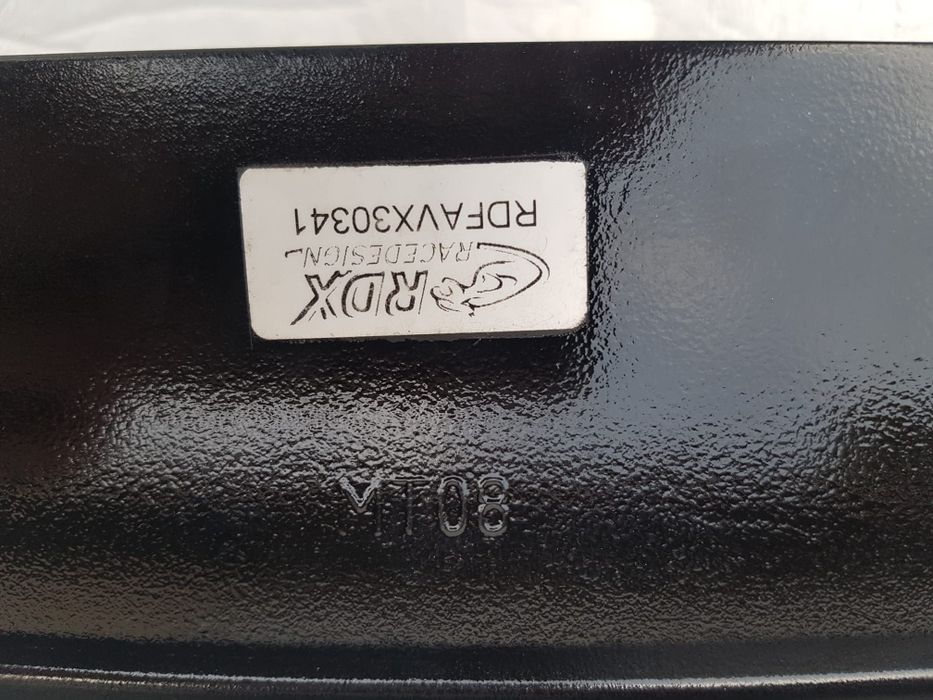 RDX
RACEDESIGN
RDFAVX30341
YT08